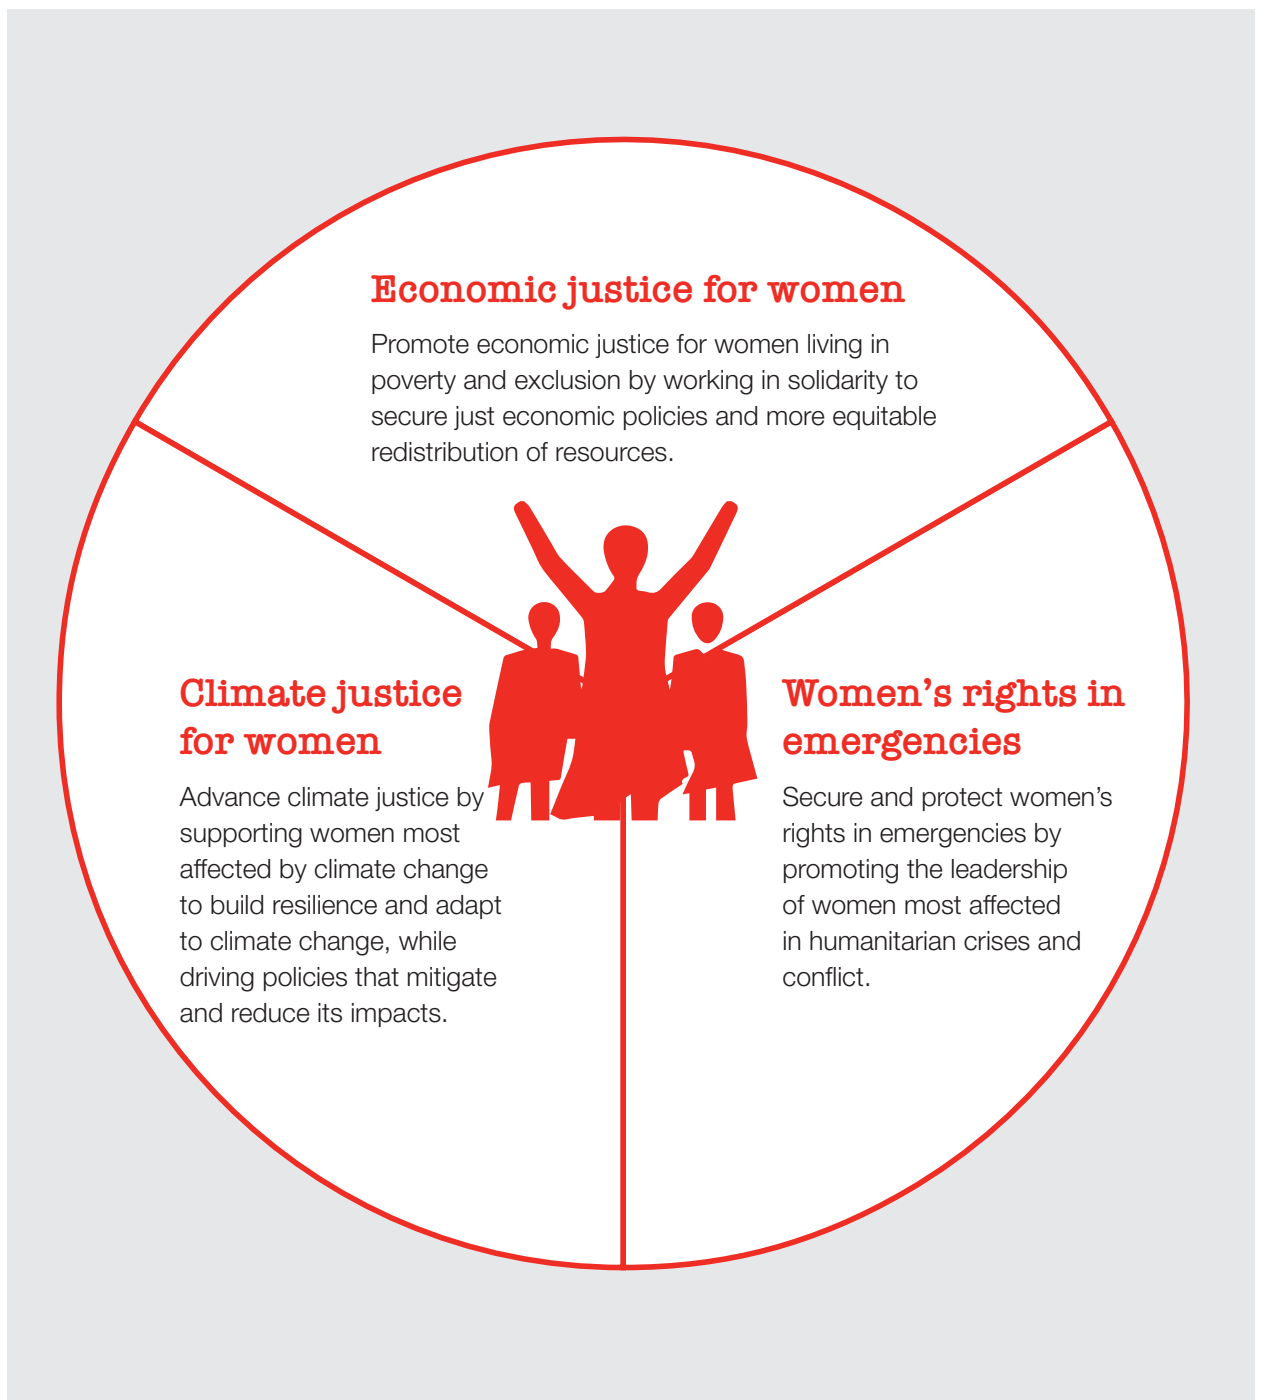 Economic justice for women
Promote economic justice for women living in
poverty and exclusion by working in solidarity to
secure just economic policies and more equitable
redistribution of resources.
Climate justice
for women
Advance climate justice by
supporting women most
affected by climate change
to build resilience and adapt
to climate change, while
driving policies that mitigate
and reduce its impacts.
Women’s rights in
emergencies
Secure and protect women’s
rights in emergencies by
promoting the leadership
of women most affected
in humanitarian crises and
conflict.